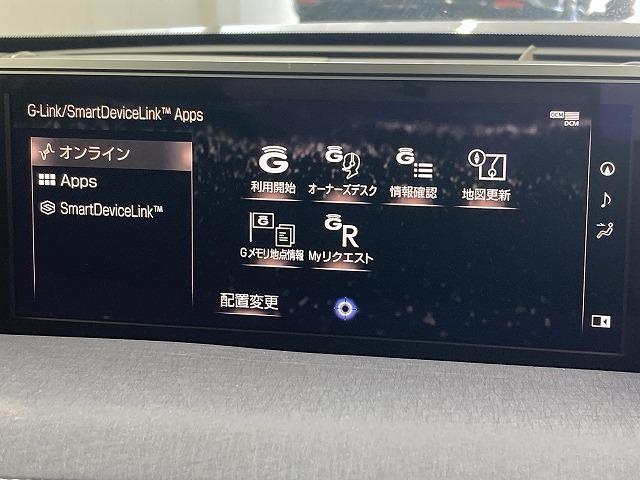 G-Link/SmartDeviceLink™ Apps
DCM
DCM
オンライン
Apps
SmartDeviceLink™
利用開始 オーナーズデスク 情報確認 地図更新
Gメモリ地点情報 Myリクエスト
配置変更